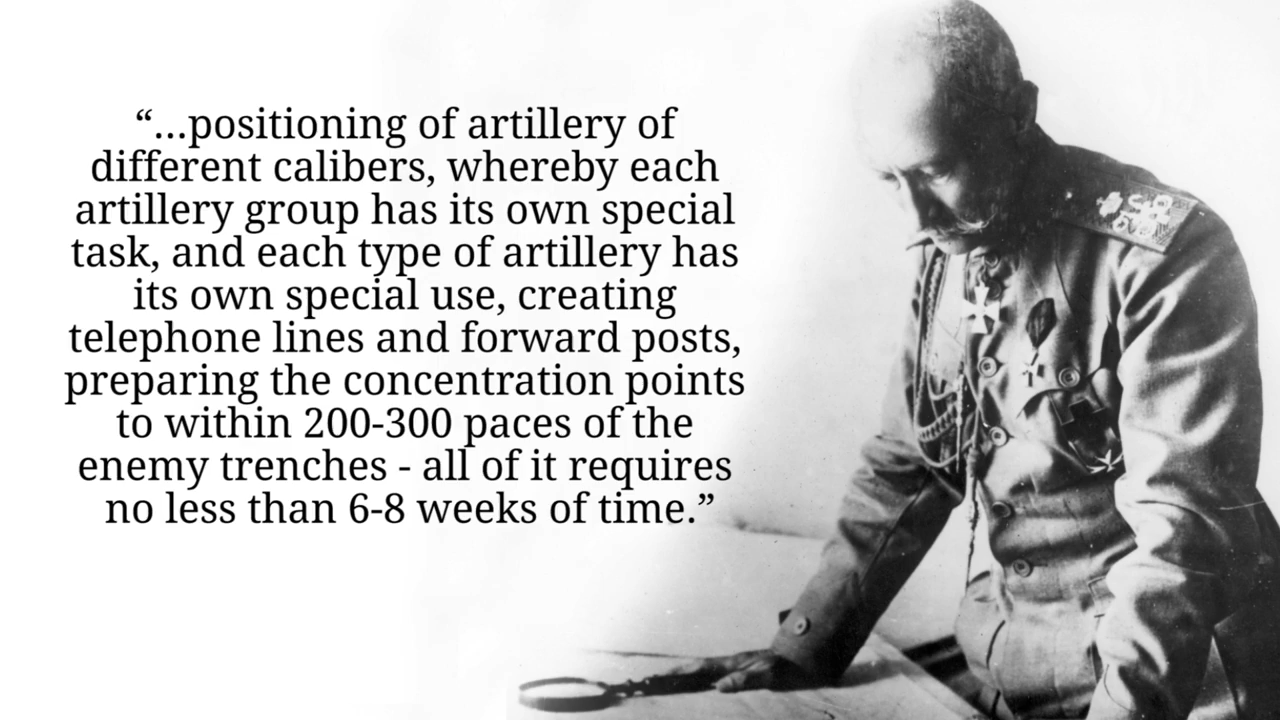 “...positioning of artillery of
different calibers, whereby each
artillery group has its own special
task, and each type of artillery has
its own special use, creating
telephone lines and forward posts,
preparing the concentration points
to within 200-300 paces of the
enemy trenches - all of it requires
no less than 6-8 weeks of time.”